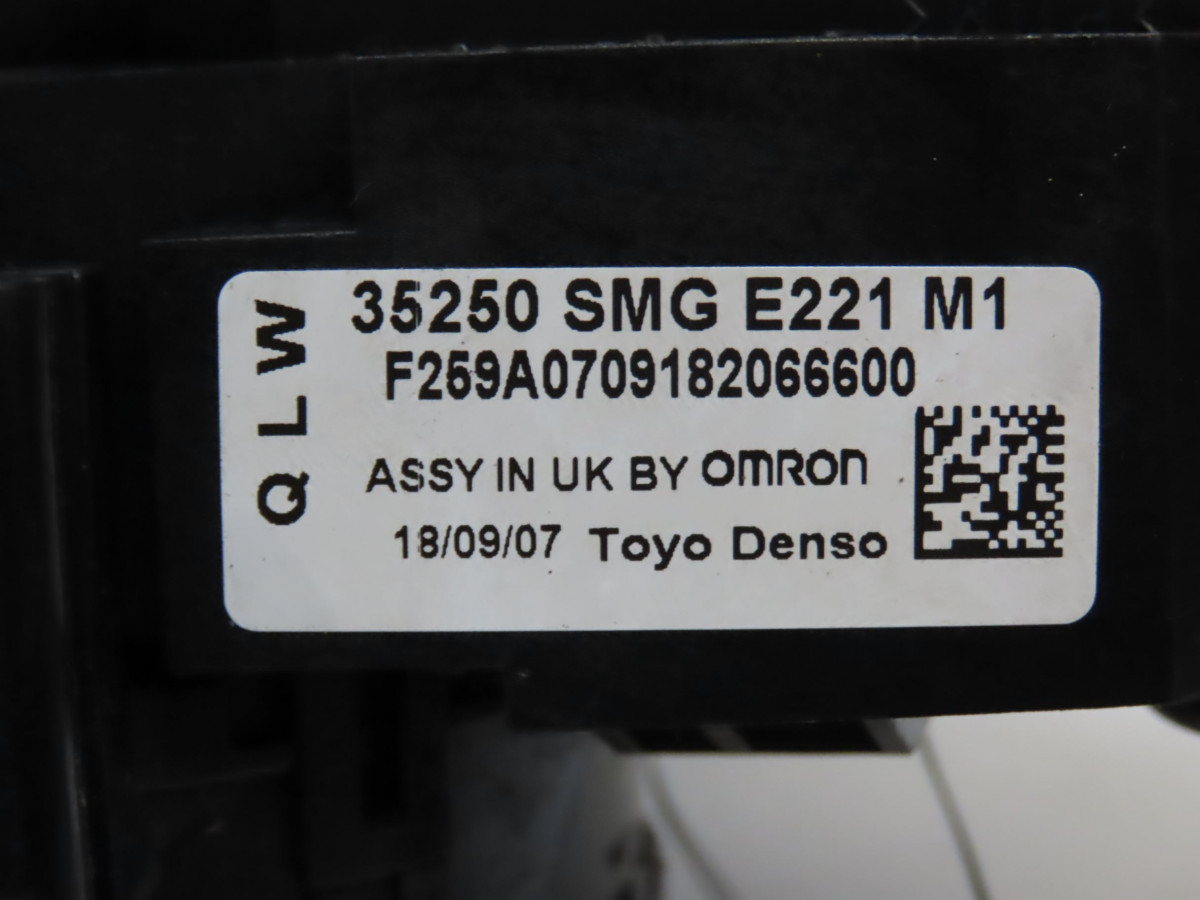 35250 SMG E221 M1
F259A0709182066600
QLW
ASSY IN UK BY OMRON
18/09/07 Toyo Denso